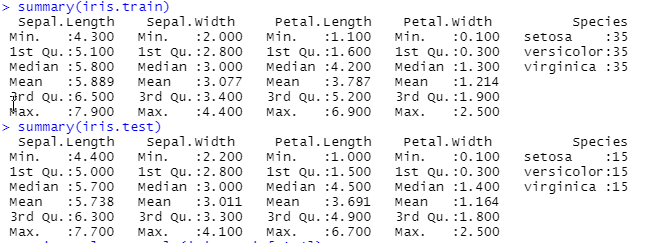 > summary(iris.train)
Sepal.Length Sepal.Width Petal.Length Petal.Width Species
Min. :4.300 Min. :2.000 Min. :1.100 Min. :0.100 setosa :35
1st Qu.:5.100 1st Qu.:2.800 1st Qu.:1.600 1st Qu.:0.300 versicolor:35
Median :5.800 Median :3.000 Median :4.200 Median :1.300 virginica :35
Mean :5.889 Mean :3.077 Mean :3.787 Mean :1.214
3rd Qu.:6.500 3rd Qu.:3.400 3rd Qu.:5.200 3rd Qu.:1.900
Max. :7.900 Max. :4.400 Max. :6.900 Max. :2.500
> summary(iris.test)
Sepal.Length Sepal.Width Petal.Length Petal.Width Species
Min. :4.400 Min. :2.200 Min. :1.000 Min. :0.100 setosa :15
1st Qu.:5.000 1st Qu.:2.800 1st Qu.:1.500 1st Qu.:0.300 versicolor:15
Median :5.700 Median :3.000 Median :4.500 Median :1.400 virginica :15
Mean :5.738 Mean :3.011 Mean :3.691 Mean :1.164
3rd Qu.:6.300 3rd Qu.:3.300 3rd Qu.:4.900 3rd Qu.:1.800
Max. :7.700 Max. :4.100 Max. :6.700 Max. :2.500